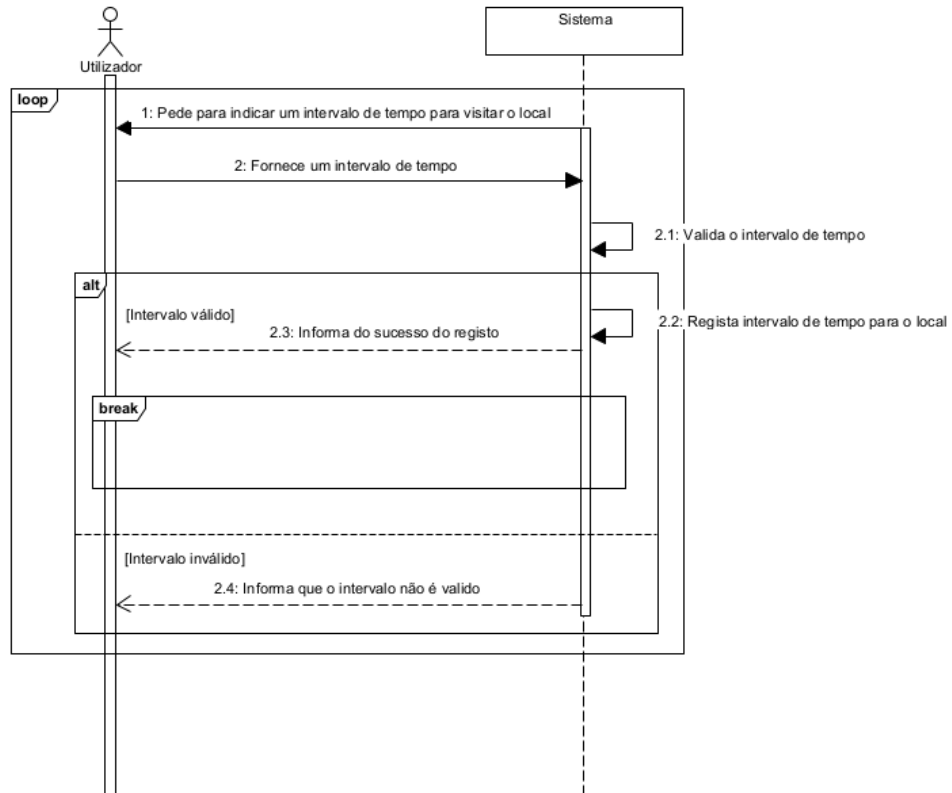 Sistema
Utilizador
loop
1: Pede para indicar um intervalo de tempo para visitar o local
2: Fornece um intervalo de tempo
2.1: Valida o intervalo de tempo
alt
[Intervalo válido]
2.2: Regista intervalo de tempo para o local
2.3: Informa do sucesso do registo
break
[Intervalo inválido]
2.4: Informa que o intervalo não é valido